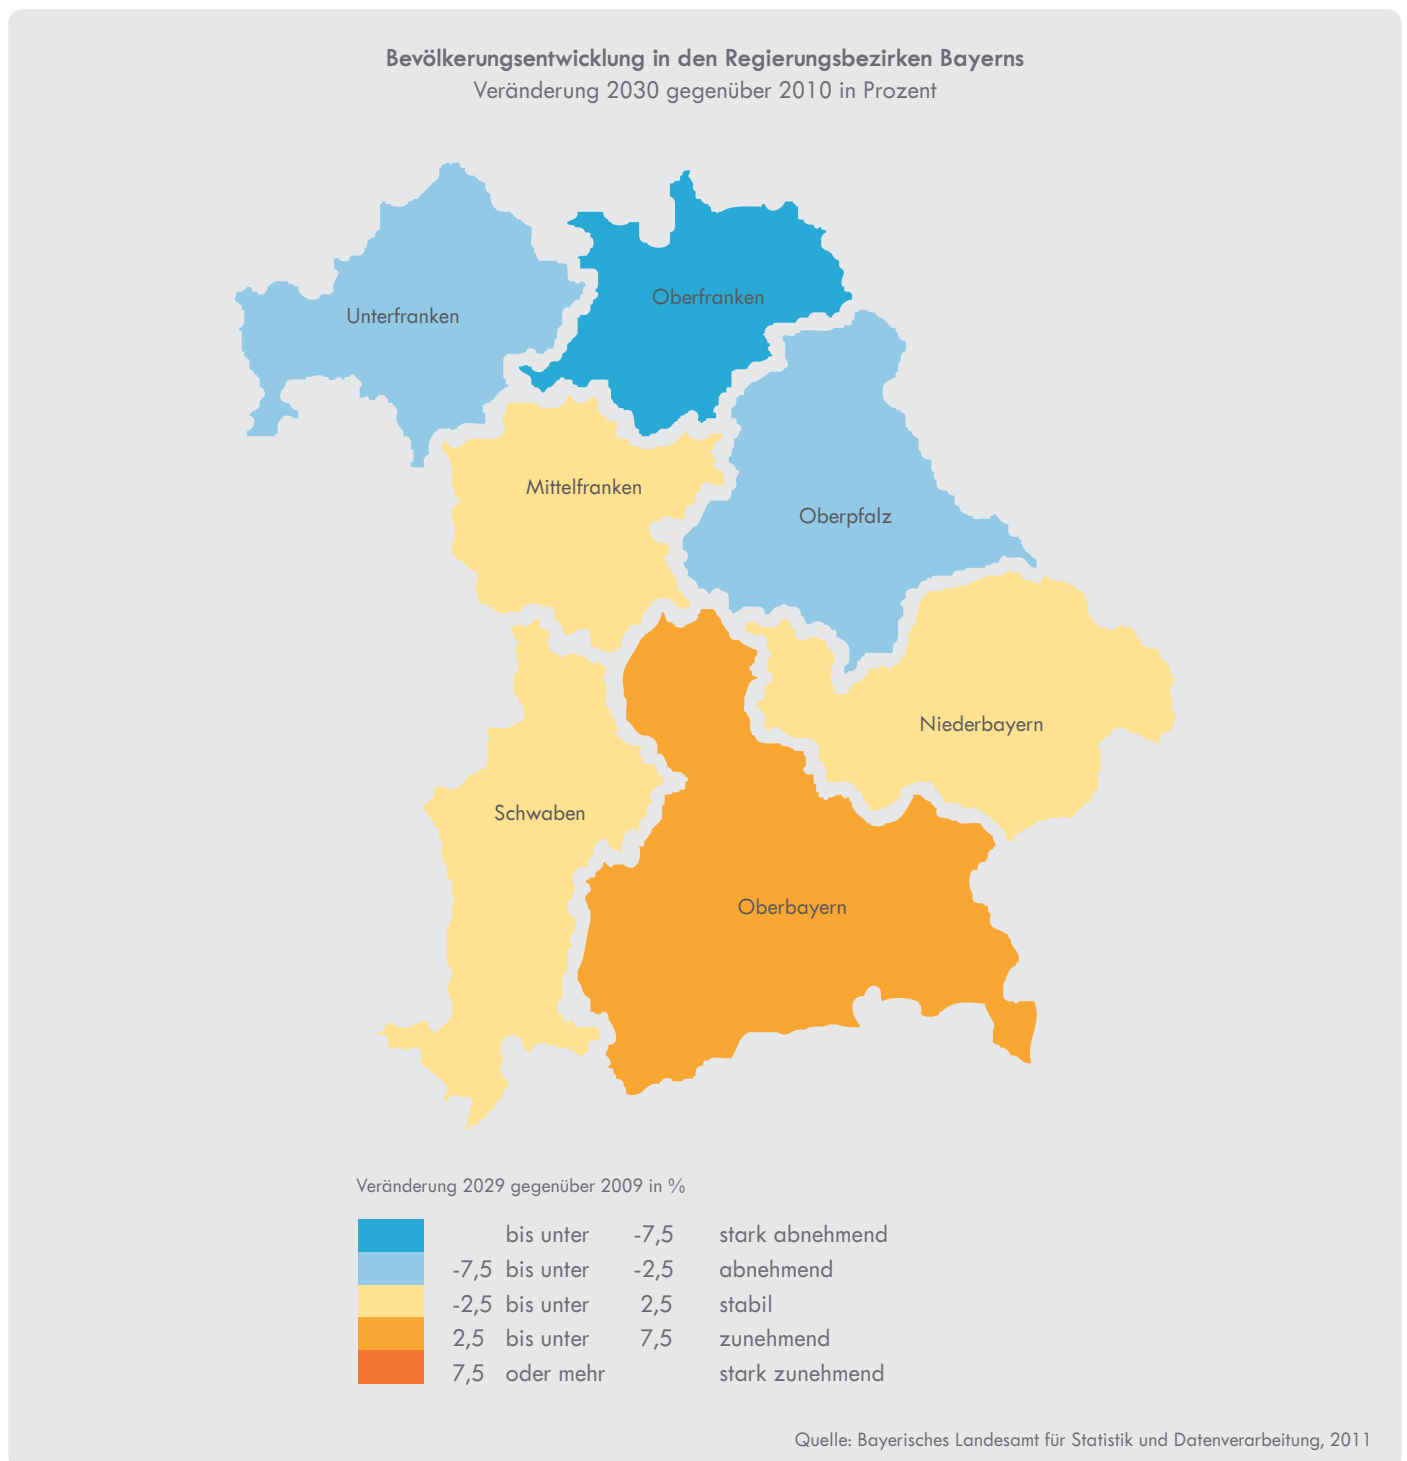 Bevölkerungsentwicklung in den Regierungsbezirken Bayerns
Veränderung 2030 gegenüber 2010 in Prozent
Unterfranken
Oberfranken
Mittelfranken
Oberpfalz
Niederbayern
Schwaben
Oberbayern
Veränderung 2029 gegenüber 2009 in %
bis unter -7,5 stark abnehmend
-7,5 bis unter -2,5 abnehmend
-2,5 bis unter 2,5 stabil
2,5 bis unter 7,5 zunehmend
7,5 oder mehr stark zunehmend
Quelle: Bayerisches Landesamt für Statistik und Datenverarbeitung, 2011